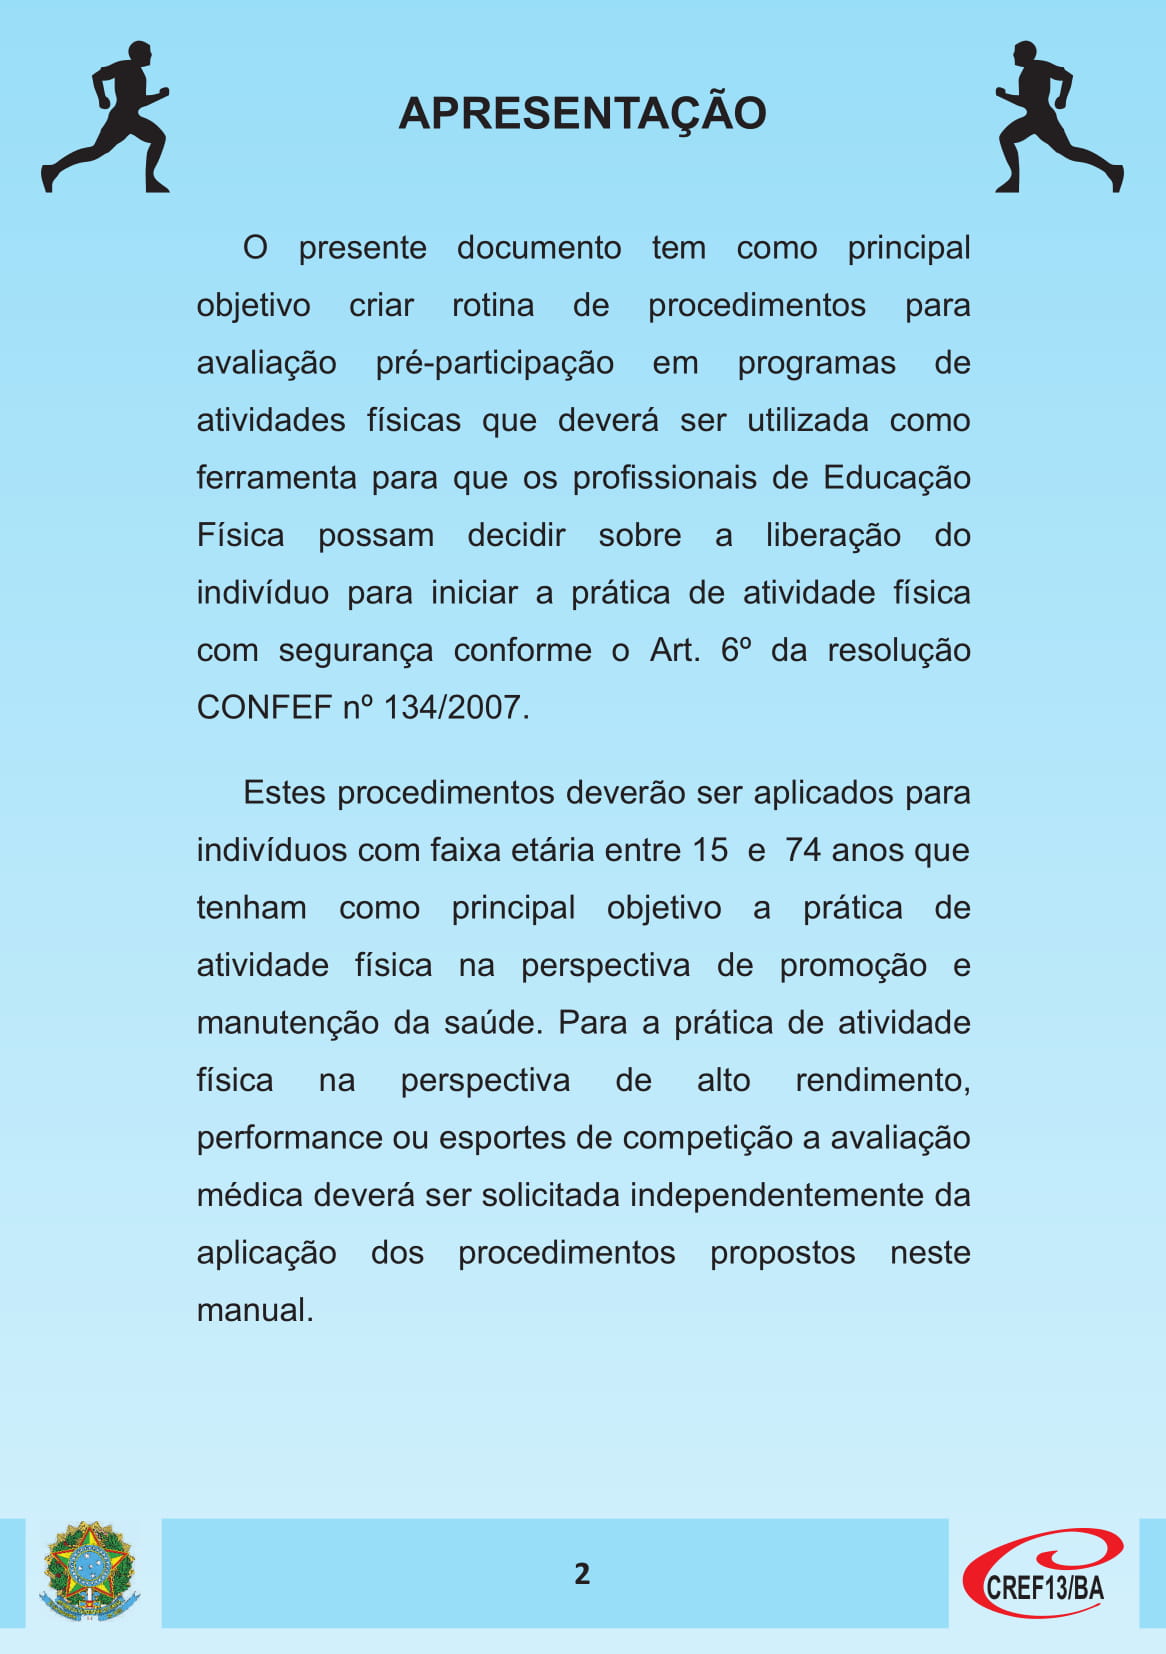 APRESENTAÇÃO
O presente documento tem como principal
objetivo criar rotina de procedimentos para
avaliação pré-participação em programas de
atividades físicas que deverá ser utilizada como
ferramenta para que os profissionais de Educação
Física possam decidir sobre a liberação do
indivíduo para iniciar a prática de atividade física
com segurança conforme o Art. 6º da resolução
CONFEF nº 134/2007.
Estes procedimentos deverão ser aplicados para
indivíduos com faixa etária entre 15 e 74 anos que
tenham como principal objetivo a prática de
atividade física na perspectiva de promoção e
manutenção da saúde. Para a prática de atividade
física na perspectiva de alto rendimento,
performance ou esportes de competição a avaliação
médica deverá ser solicitada independentemente da
aplicação dos procedimentos propostos neste
manual.
2
CREF13/BA